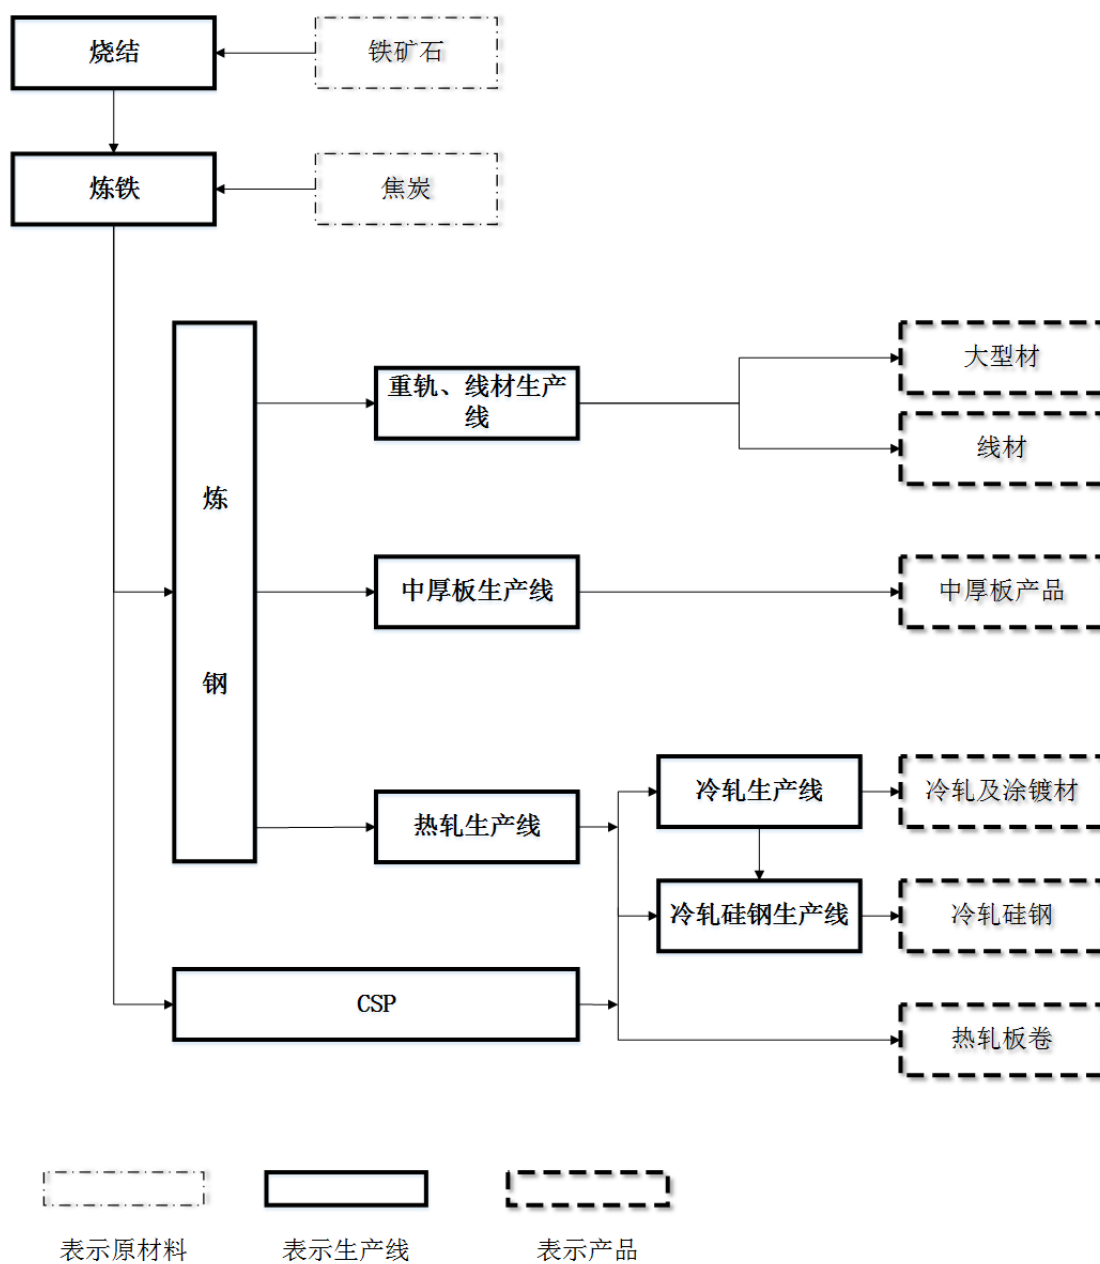 烧结
铁矿石
炼铁
焦炭
大型材
重轨、线材生产
线
线材
炼
钢
中厚板生产线
中厚板产品
冷轧生产线
冷轧及涂镀材
热轧生产线
冷轧硅钢生产线
冷轧硅钢
CSP
热轧板卷
表示原材料
表示生产线
表示产品